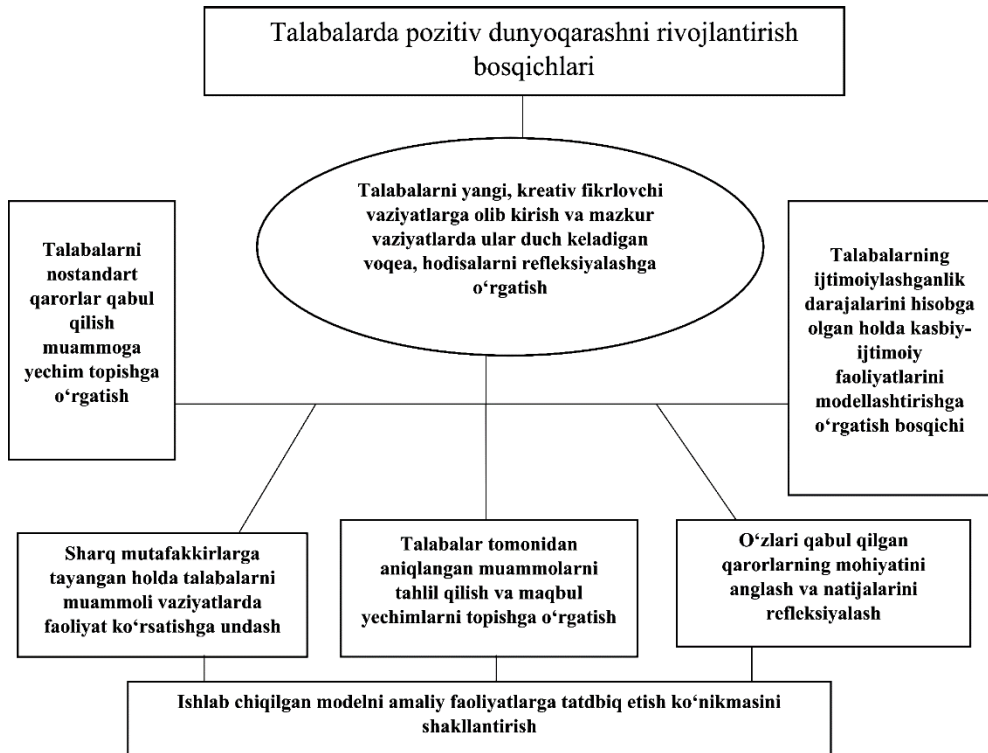 Talabalarda pozitiv dunyoqarashni rivojlantirish
bosqichlari
Talabalarni yangi, kreativ fikrlovchi
vaziyatlarga olib kirish va mazkur
vaziyatlarda ular duch keladigan
voqea, hodisalarni refleksiyalashga
o‘rgatish
Talabalarni
nostandart
qarorlar qabul
qilish
muammoga
yechim topishga
o‘rgatish
Talabalarning
ijtimoiylashganlik
darajalarini hisobga
olgan holda kasbiy-
ijtimoiy
faoliyatlarini
modellashtirishga
o‘rgatish bosqichi
Sharq mutafakkirlarga
tayangan holda talabalarni
muammoli vaziyatlarda
faoliyat ko‘rsatishga undash
Talabalar tomonidan
aniqlangan muammolarni
tahlil qilish va maqbul
yechimlarni topishga o‘rgatish
O‘zlari qabul qilgan
qarorlarning mohiyatini
anglash va natijalarini
refleksiyalash
Ishlab chiqilgan modelni amaliy faoliyatlarga tatdbiq etish ko‘nikmasini
shakllantirish